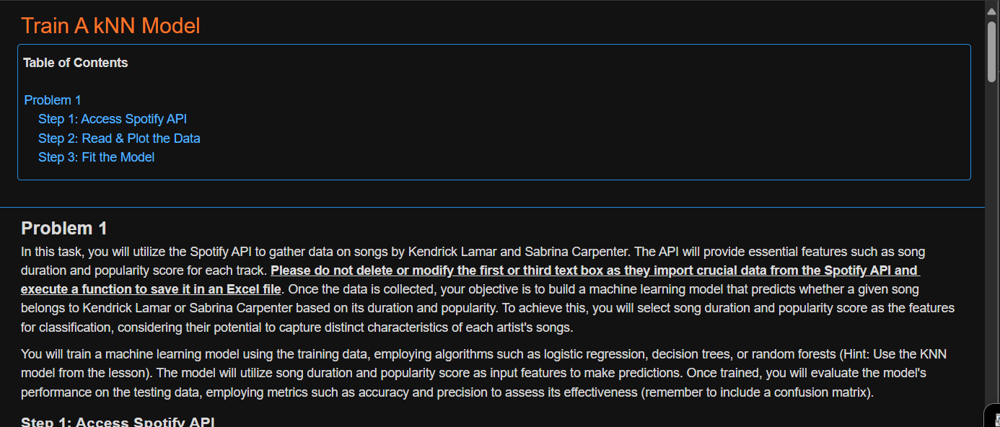 Train A kNN Model
Table of Contents
Problem 1
Step 1: Access Spotify API
Step 2: Read & Plot the Data
Step 3: Fit the Model
Problem 1
In this task, you will utilize the Spotify API to gather data on songs by Kendrick Lamar and Sabrina Carpenter. The API will provide essential features such as song
duration and popularity score for each track. Please do not delete or modify the first or third text box as they import crucial data from the Spotify API and
execute a function to save it in an Excel file. Once the data is collected, your objective is to build a machine learning model that predicts whether a given song
belongs to Kendrick Lamar or Sabrina Carpenter based on its duration and popularity. To achieve this, you will select song duration and popularity score as the features
for classification, considering their potential to capture distinct characteristics of each artist's songs.
You will train a machine learning model using the training data, employing algorithms such as logistic regression, decision trees, or random forests (Hint: Use the KNN
model from the lesson). The model will utilize song duration and popularity score as input features to make predictions. Once trained, you will evaluate the model's
performance on the testing data, employing metrics such as accuracy and precision to assess its effectiveness (remember to include a confusion matrix).
Step 1: Access Spotify API